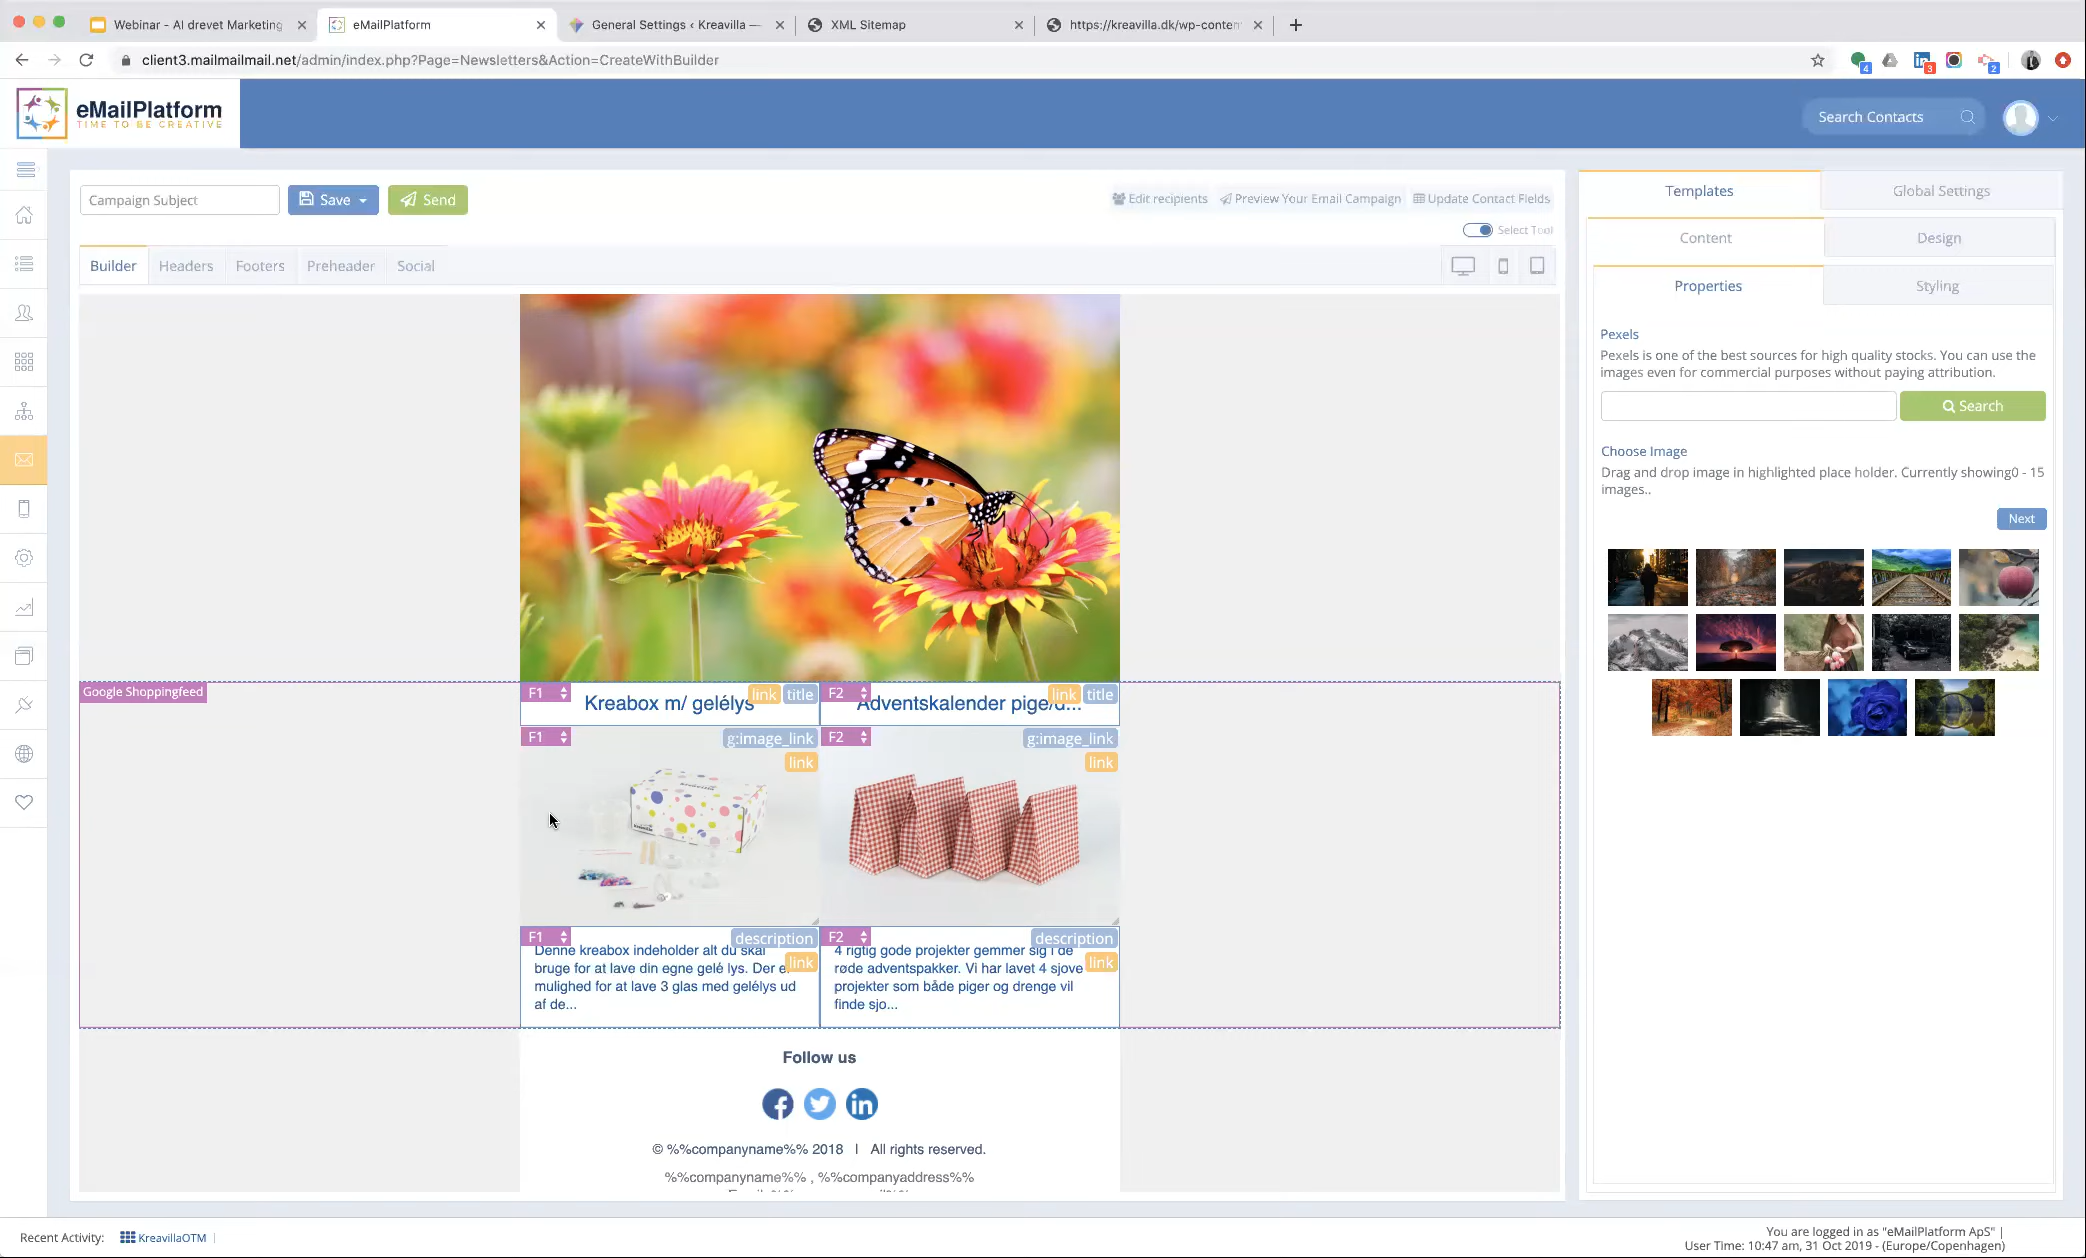 Webinar - AI drevet Marketing
eMailPlatform
General Settings ‹ Kreavilla —
XML Sitemap
https://kreavilla.dk/wp-conten
client3.mailmailmail.net/admin/index.php?Page=Newsletters&Action=CreateWithBuilder
4
3
2
eMailPlatform
TIME TO BE CREATIVE
Search Contacts
Campaign Subject
Save
Send
Edit recipients
Preview Your Email Campaign
Update Contact Fields
Select Tool
Builder
Headers
Footers
Preheader
Social
Templates
Global Settings
Content
Design
Properties
Styling
Pexels
Pexels is one of the best sources for high quality stocks. You can use the
images even for commercial purposes without paying attribution.
Search
Choose Image
Drag and drop image in highlighted place holder. Currently showing0 - 15
images..
Next
Google Shoppingfeed
F1
link
title
Kreabox m/ gelélys
F2
link
title
Adventskalender pige/d...
F1
g:image_link
link
F2
g:image_link
link
F1
description
link
Denne kreabox indeholder alt du skal
bruge for at lave din egne gelé lys. Der e
mulighed for at lave 3 glas med gelélys ud
af de...
F2
description
link
4 rigtig gode projekter gemmer sig i de
røde adventspakker. Vi har lavet 4 sjove
projekter som både piger og drenge vil
finde sjo...
Follow us
© %%companyname%% 2018 | All rights reserved.
%%companyname%% , %%companyaddress%%
Recent Activity:
KreavillaOTM
You are logged in as "eMailPlatform ApS" |
User Time: 10:47 am, 31 Oct 2019 - (Europe/Copenhagen)